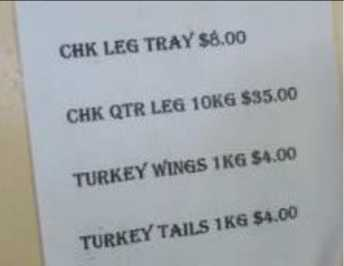 CHK LEG TRAY $8.00
CHK QTR LEG 10KG $35.00
TURKEY WINGS 1KG $4.00
TURKEY TAILS 1KG $4.00